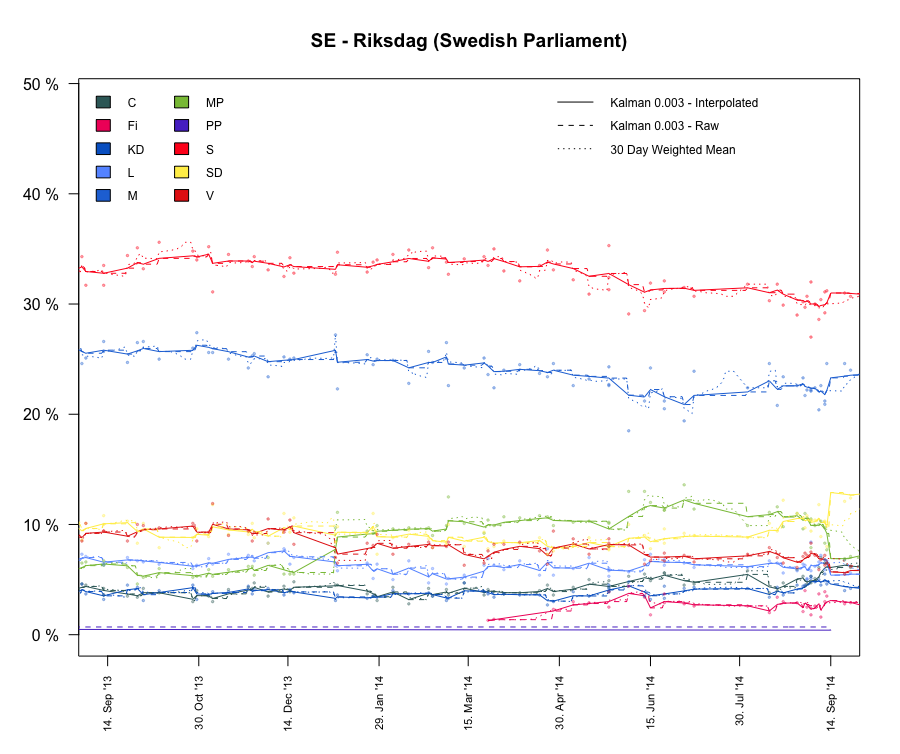 SE - Riksdag (Swedish Parliament)
50 %
40 %
30 %
20 %
10 %
0 %
C
Fi
KD
L
M
MP
PP
S
SD
V
Kalman 0.003 - Interpolated
Kalman 0.003 - Raw
30 Day Weighted Mean
14. Sep '13
30. Oct '13
14. Dec '13
29. Jan '14
15. Mar '14
30. Apr '14
15. Jun '14
30. Jul '14
14. Sep '14